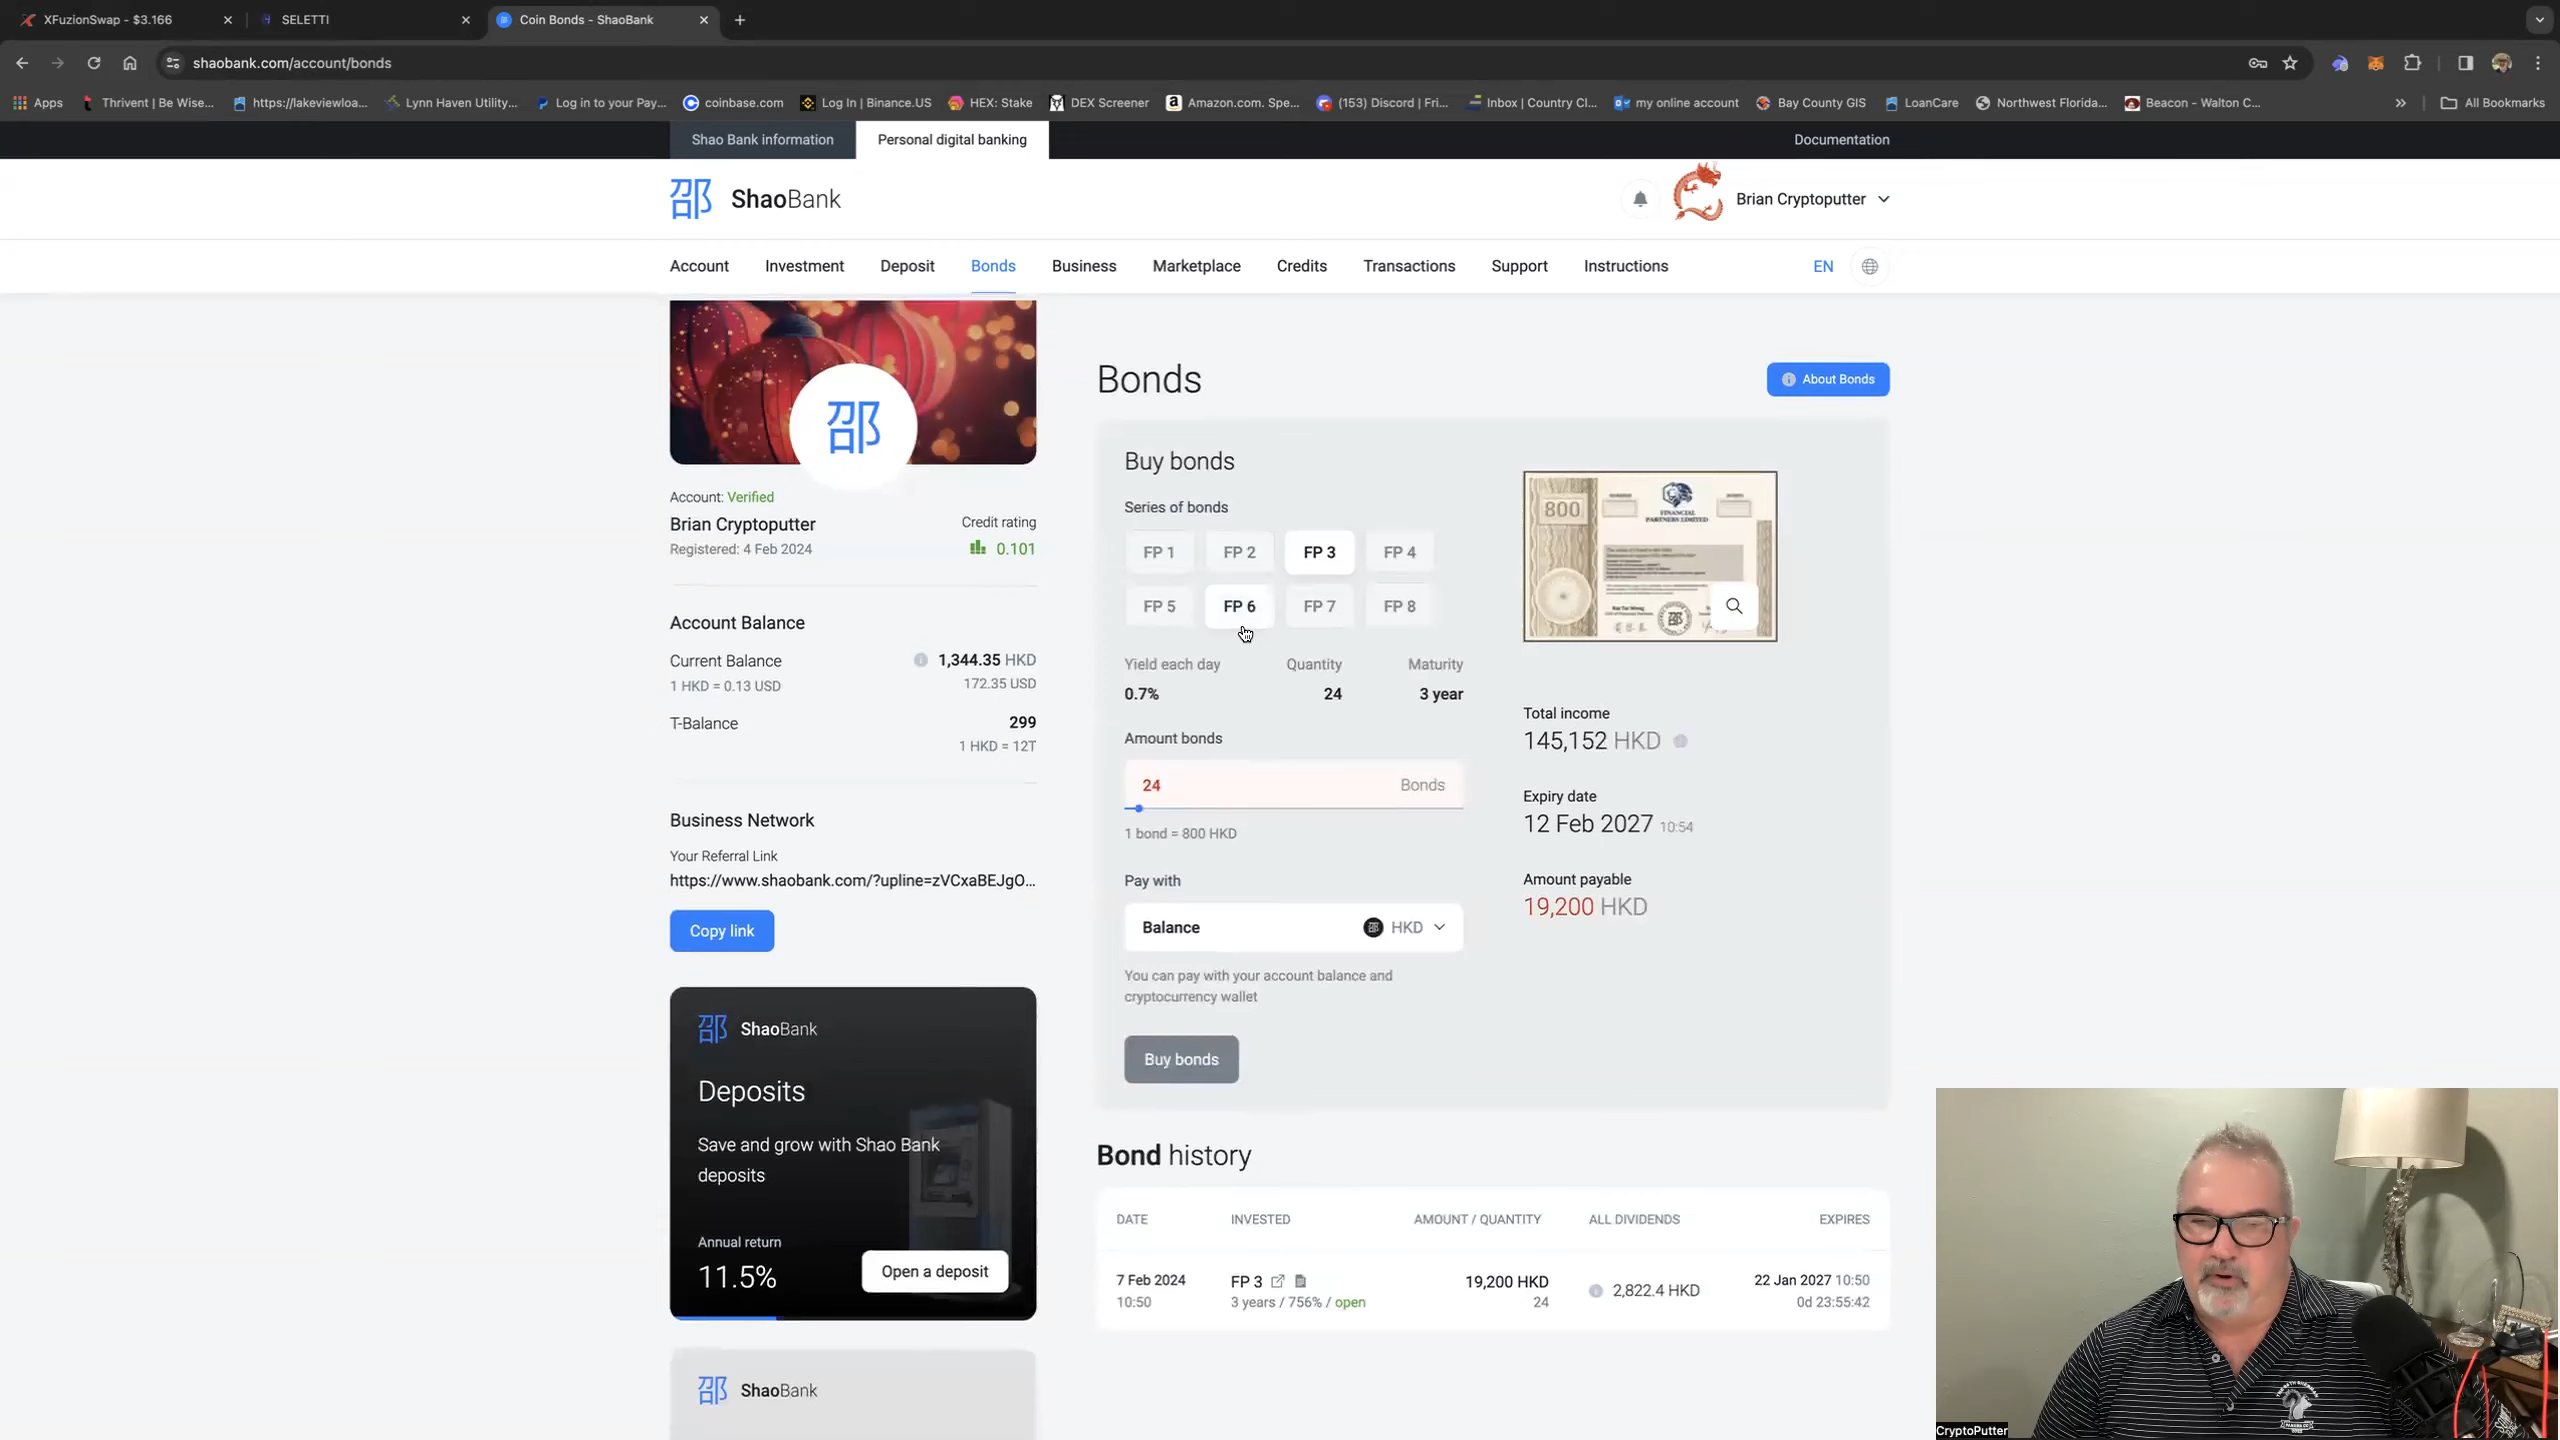 XFuzionSwap - $3.166
SELETTI
Coin Bonds - ShaoBank
shaobank.com/account/bonds
Apps
Thrivent | Be Wise...
https://lakeviewloa...
Lynn Haven Utility...
Log in to your Pay...
coinbase.com
Log In | Binance.US
HEX: Stake
DEX Screener
Amazon.com. Spe...
(153) Discord | Fri...
Inbox | Country Cl...
my online account
Bay County GIS
LoanCare
Northwest Florida...
Beacon - Walton C...
All Bookmarks
Shao Bank information
Personal digital banking
Documentation
邵 ShaoBank
Brian Cryptoputter
Account
Investment
Deposit
Bonds
Business
Marketplace
Credits
Transactions
Support
Instructions
EN
邵
Account: Verified
Brian Cryptoputter
Registered: 4 Feb 2024
Credit rating
0.101
Account Balance
Current Balance
1,344.35 HKD
1 HKD = 0.13 USD
172.35 USD
T-Balance
299
1 HKD = 12T
Business Network
Your Referral Link
https://www.shaobank.com/?upline=zVCxaBEJgO...
Copy link
邵 ShaoBank
Deposits
Save and grow with Shao Bank
deposits
Annual return
11.5%
Open a deposit
邵 ShaoBank
Bonds
About Bonds
Buy bonds
Series of bonds
FP 1
FP 2
FP 3
FP 4
FP 5
FP 6
FP 7
FP 8
Yield each day
Quantity
Maturity
0.7%
24
3 year
Amount bonds
24
Bonds
1 bond = 800 HKD
Pay with
Balance
HKD
You can pay with your account balance and
cryptocurrency wallet
Buy bonds
800
FINANCIAL
PARTNERS LIMITED
Total income
145,152 HKD
Expiry date
12 Feb 2027 10:54
Amount payable
19,200 HKD
Bond history
DATE
INVESTED
AMOUNT / QUANTITY
ALL DIVIDENDS
EXPIRES
7 Feb 2024
FP 3
19,200 HKD
2,822.4 HKD
22 Jan 2027 10:50
10:50
3 years / 756% / open
24
0d 23:55:42
CryptoPutter